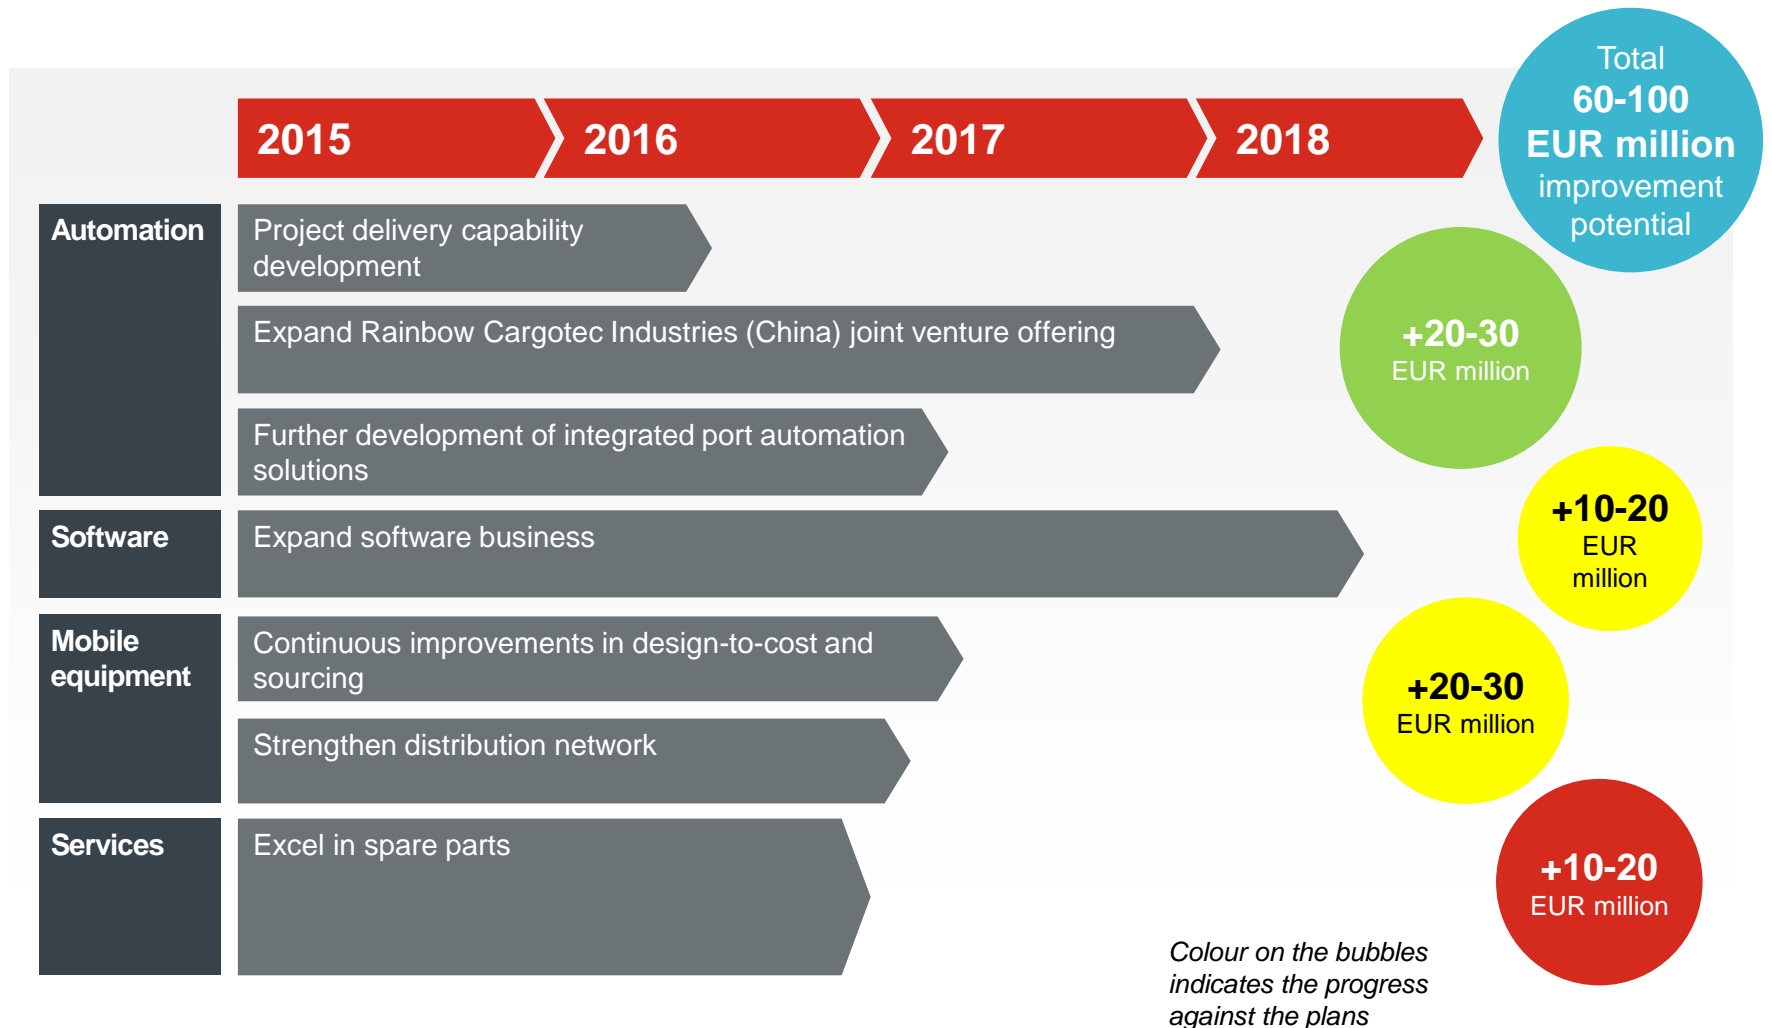 Total
60-100
EUR million
improvement
potential
2015
2016
2017
2018
Automation
Project delivery capability
development
Expand Rainbow Cargotec Industries (China) joint venture offering
Further development of integrated port automation
solutions
+20-30
EUR million
Software
Expand software business
+10-20
EUR
million
Mobile
equipment
Continuous improvements in design-to-cost and
sourcing
Strengthen distribution network
+20-30
EUR million
Services
Excel in spare parts
+10-20
EUR million
Colour on the bubbles
indicates the progress
against the plans